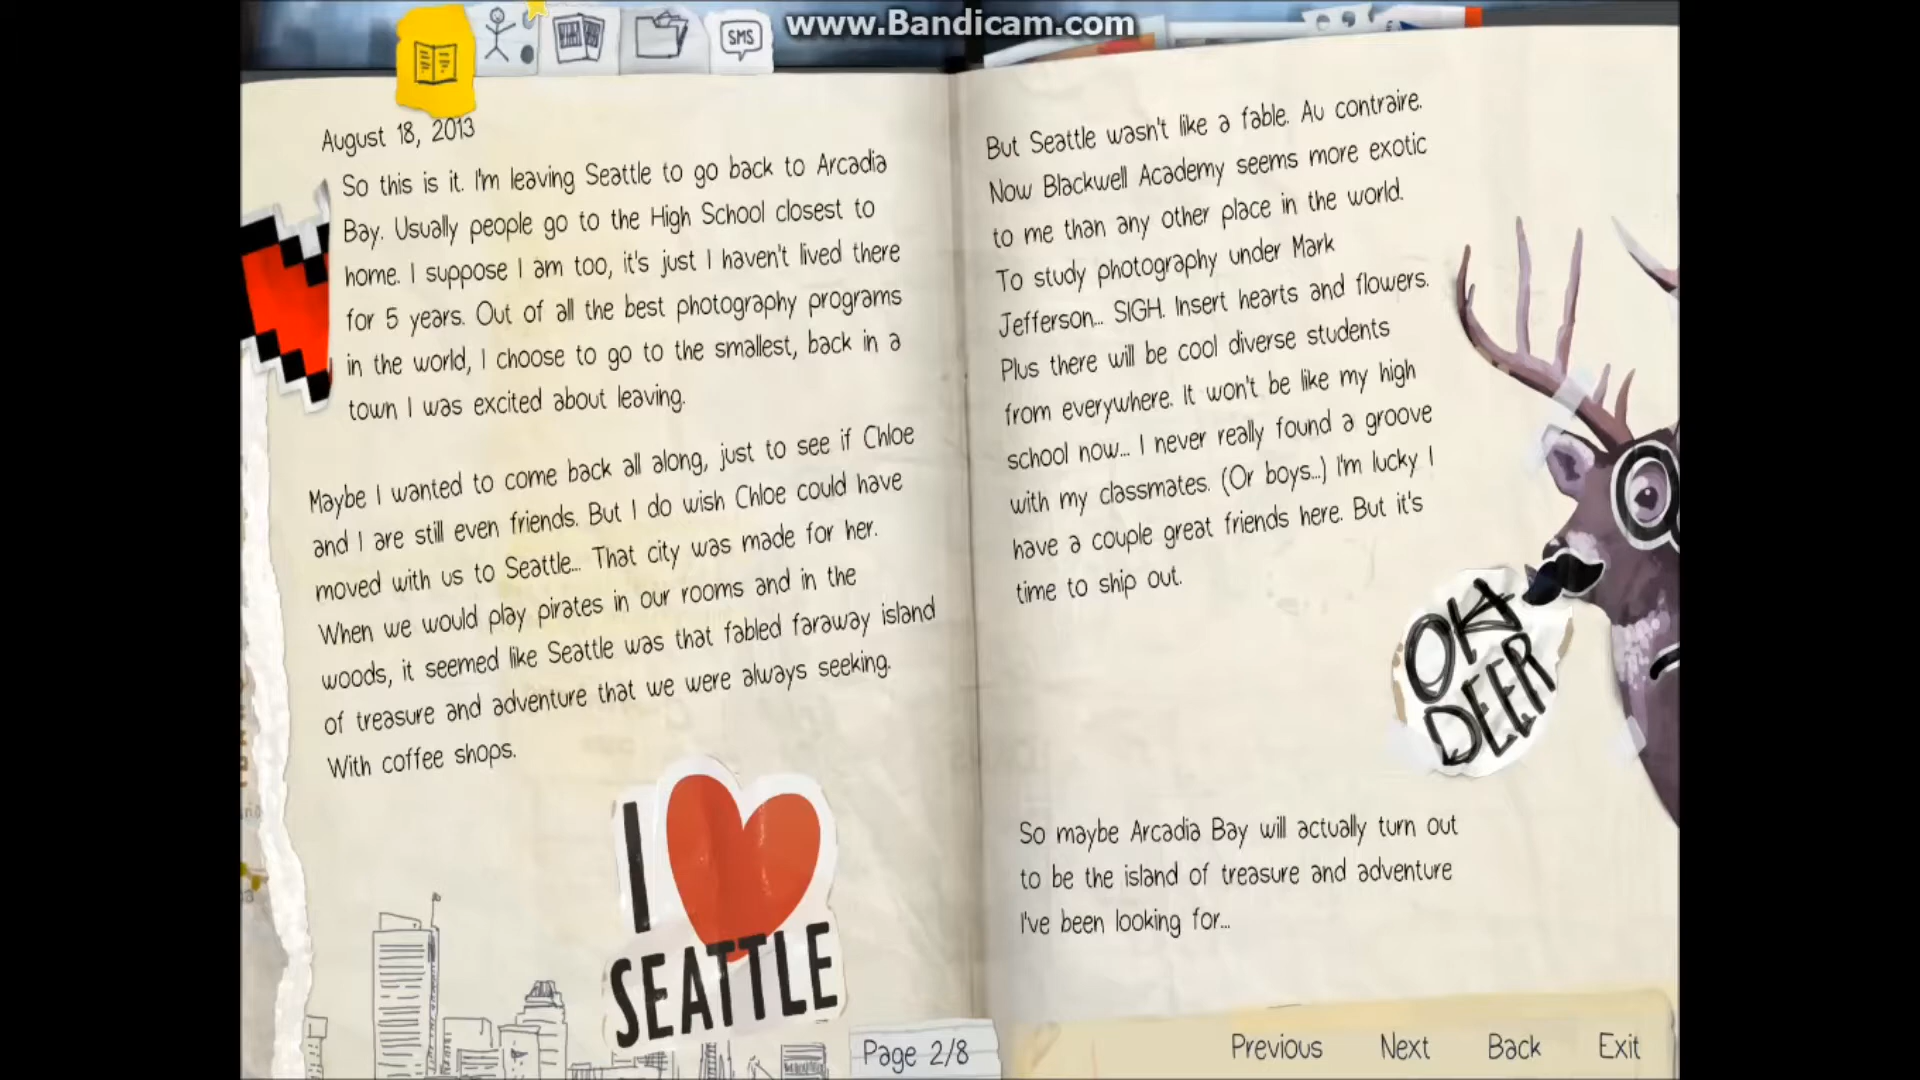 www.Bandicam.com
SMS
August 18, 2013
So this is it. I'm leaving Seattle to go back to Arcadia
Bay. Usually people go to the High School closest to
home. I suppose I am too, it's just I haven't lived there
for 5 years. Out of all the best photography programs
in the world, I choose to go to the smallest, back in a
town I was excited about leaving.
Maybe I wanted to come back all along, just to see if Chloe
and I are still even friends. But I do wish Chloe could have
moved with us to Seattle... That city was made for her.
When we would play pirates in our rooms and in the
woods, it seemed like Seattle was that fabled faraway island
of treasure and adventure that we were always seeking.
With coffee shops.
I
SEATTLE
Page 2/8
But Seattle wasn't like a fable. Au contraire.
Now Blackwell Academy seems more exotic
to me than any other place in the world.
To study photography under Mark
Jefferson... SIGH. Insert hearts and flowers.
Plus there will be cool diverse students
from everywhere. It won't be like my high
school now... I never really found a groove
with my classmates. (Or boys...) I'm lucky I
have a couple great friends here. But it's
time to ship out.
OH
DEER
So maybe Arcadia Bay will actually turn out
to be the island of treasure and adventure
I've been looking for...
Previous Next Back Exit